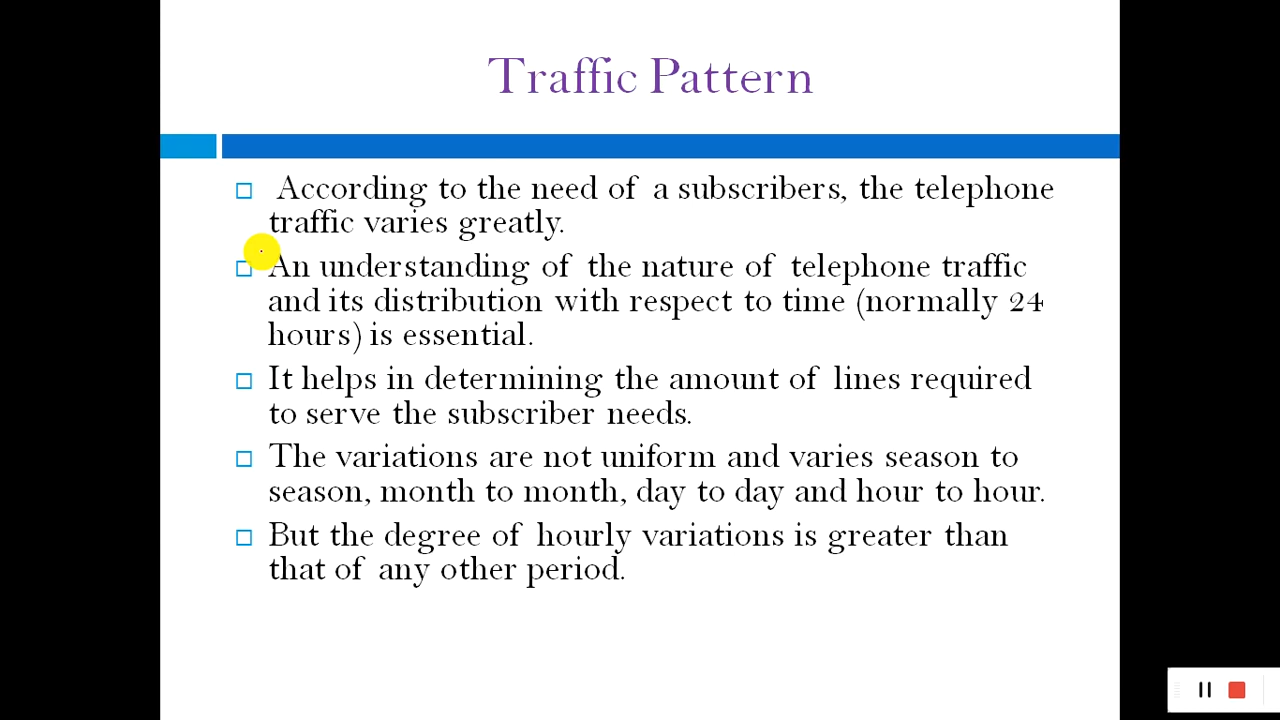 Traffic Pattern
According to the need of a subscribers, the telephone
traffic varies greatly.
An understanding of the nature of telephone traffic
and its distribution with respect to time (normally 24
hours) is essential.
It helps in determining the amount of lines required
to serve the subscriber needs.
The variations are not uniform and varies season to
season, month to month, day to day and hour to hour.
But the degree of hourly variations is greater than
that of any other period.